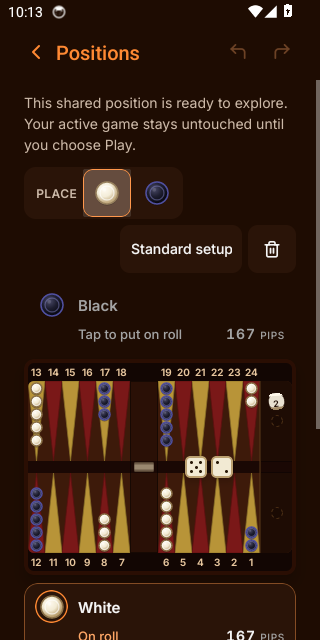 10:13
Positions
This shared position is ready to explore.
Your active game stays untouched until
you choose Play.
PLACE
Standard setup
Black
Tap to put on roll 167 PIPS
13 14 15 16 17 18 19 20 21 22 23 24
2
12 11 10 9 8 7 6 5 4 3 2 1
White
On roll 167 PIPS